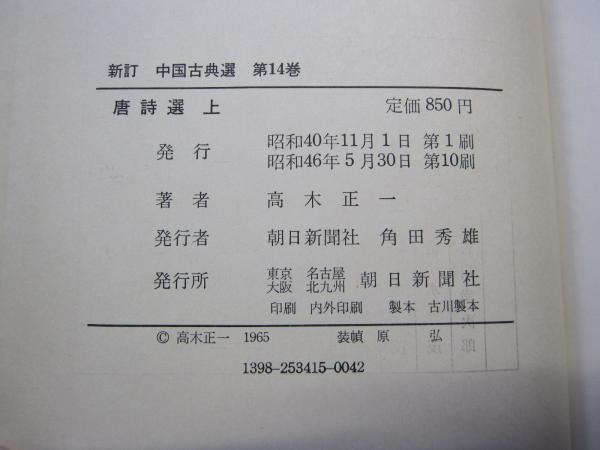 新訂 中国古典選 第14巻
唐詩選 上 定価850円
発行 昭和40年11月1日 第1刷
昭和46年5月30日 第10刷
著者 高木正一
発行者 朝日新聞社 角田秀雄
発行所 東京 名古屋 大阪 北九州 朝日新聞社
印刷 内外印刷 製本 古川製本
© 高木正一 1965 装幀 原 弘
1398-253415-0042